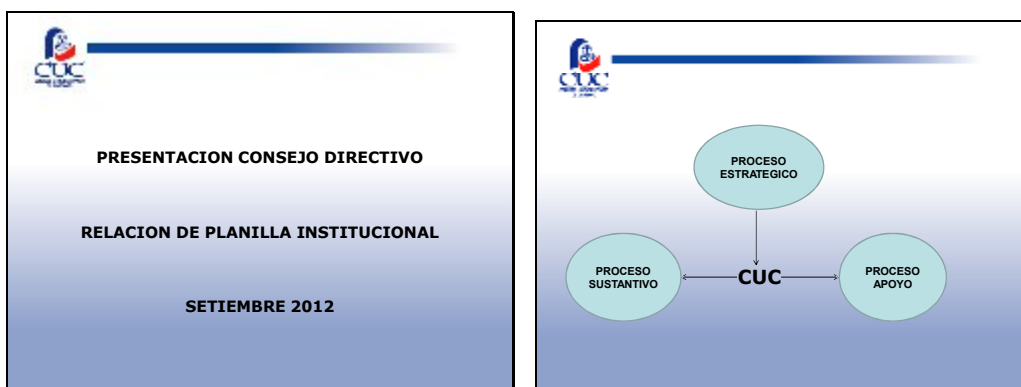 CUC
PRESENTACION CONSEJO DIRECTIVO
RELACION DE PLANILLA INSTITUCIONAL
SETIEMBRE 2012
CUC
PROCESO
ESTRATEGICO
PROCESO
SUSTANTIVO
CUC
PROCESO
APOYO